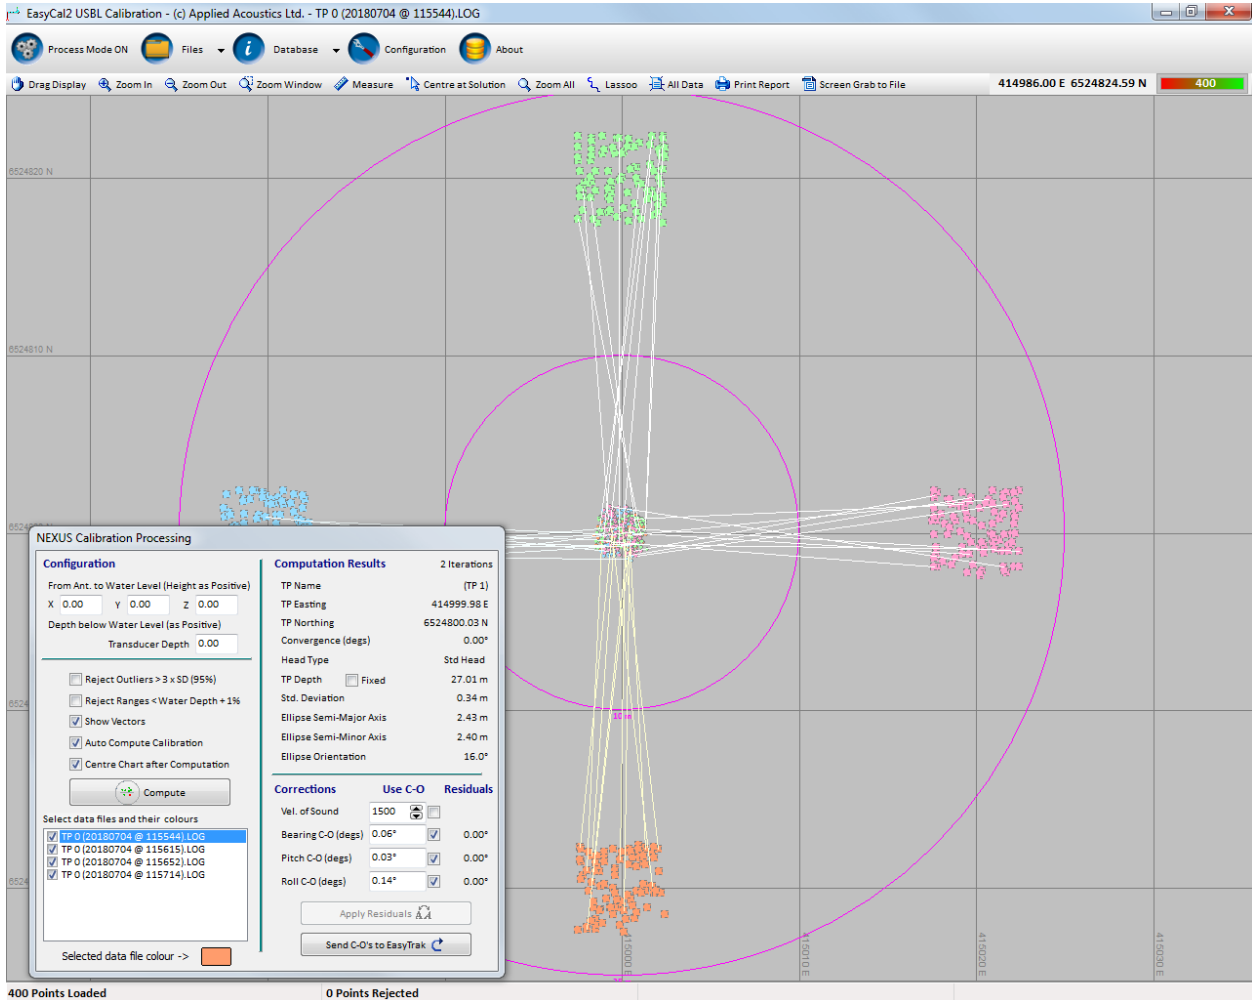 EasyCal2 USBL Calibration - (c) Applied Acoustics Ltd. - TP 0 (20180704 @ 115544).LOG
Process Mode ON Files Database Configuration About
Drag Display Zoom In Zoom Out Zoom Window Measure Centre at Solution Zoom All Lassoo All Data Print Report Screen Grab to File 414986.00 E 6524824.59 N 400
6524820 N
6524810 N
10 m
415000 E
415010 E
415020 E
415030 E
NEXUS Calibration Processing
Configuration
From Ant. to Water Level (Height as Positive)
X 0.00 Y 0.00 Z 0.00
Depth below Water Level (as Positive)
Transducer Depth 0.00
Reject Outliers > 3 x SD (95%)
Reject Ranges < Water Depth + 1%
Show Vectors
Auto Compute Calibration
Centre Chart after Computation
Compute
Select data files and their colours
TP 0 (20180704 @ 115544).LOG
TP 0 (20180704 @ 115615).LOG
TP 0 (20180704 @ 115652).LOG
TP 0 (20180704 @ 115714).LOG
Selected data file colour ->
Computation Results 2 Iterations
TP Name (TP 1)
TP Easting 414999.98 E
TP Northing 6524800.03 N
Convergence (degs) 0.00°
Head Type Std Head
TP Depth Fixed 27.01 m
Std. Deviation 0.34 m
Ellipse Semi-Major Axis 2.43 m
Ellipse Semi-Minor Axis 2.40 m
Ellipse Orientation 16.0°
Corrections Use C-O Residuals
Vel. of Sound 1500
Bearing C-O (degs) 0.06° 0.00°
Pitch C-O (degs) 0.03° 0.00°
Roll C-O (degs) 0.14° 0.00°
Apply Residuals
Send C-O's to EasyTrak
400 Points Loaded 0 Points Rejected